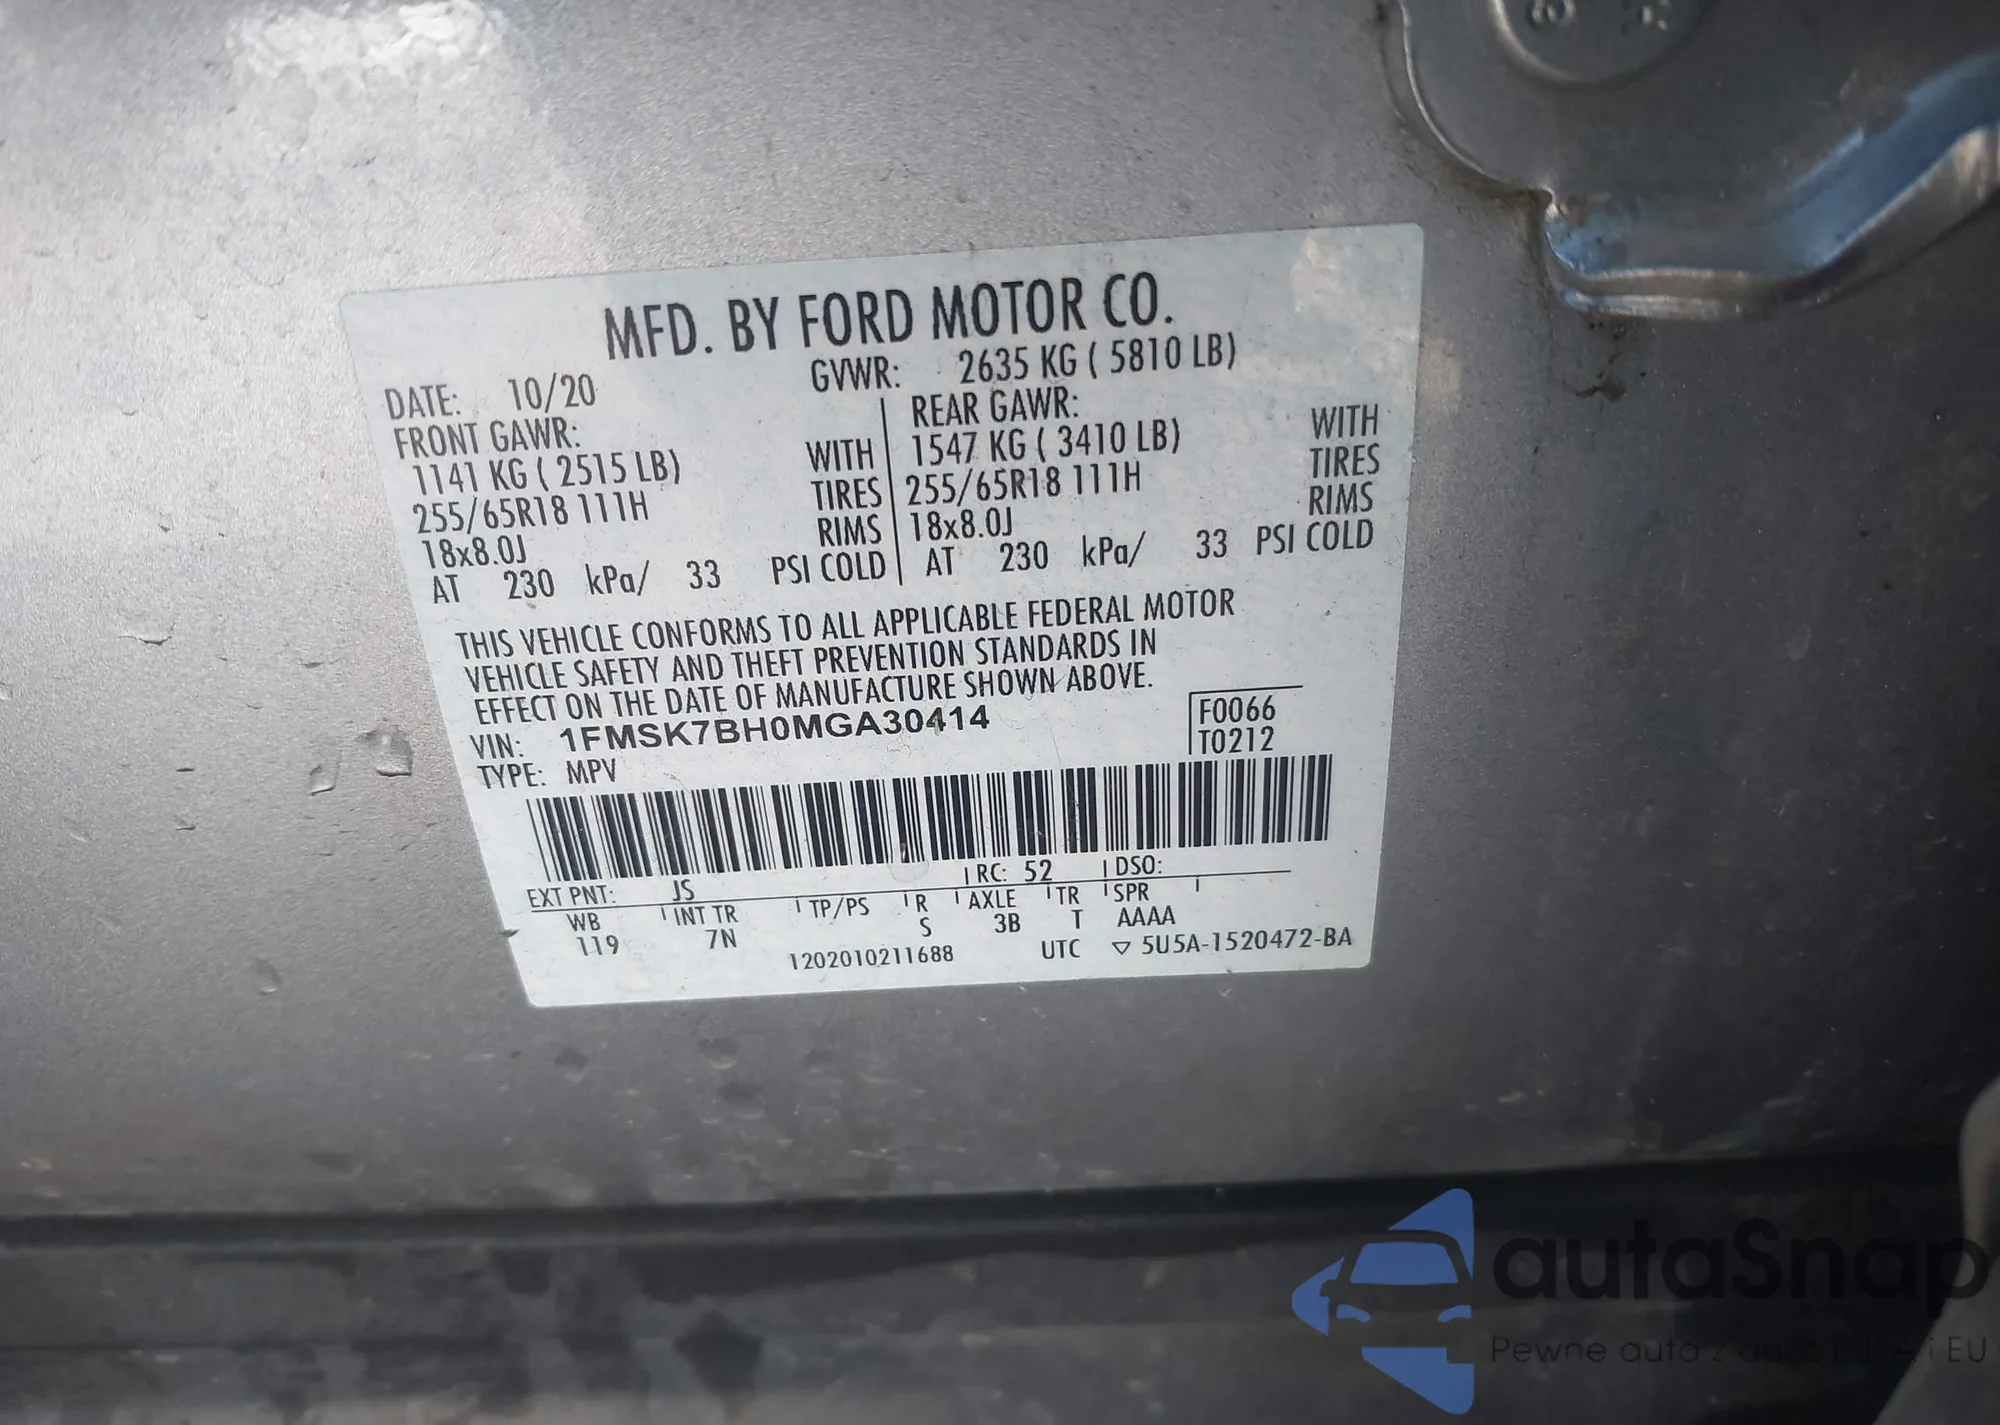 MFD. BY FORD MOTOR CO.
DATE: 10/20 GVWR: 2635 KG ( 5810 LB)
FRONT GAWR: REAR GAWR:
1141 KG ( 2515 LB) WITH 1547 KG ( 3410 LB) WITH
255/65R18 111H TIRES 255/65R18 111H TIRES
18x8.0J RIMS 18x8.0J RIMS
AT 230 kPa/ 33 PSI COLD AT 230 kPa/ 33 PSI COLD
THIS VEHICLE CONFORMS TO ALL APPLICABLE FEDERAL MOTOR
VEHICLE SAFETY AND THEFT PREVENTION STANDARDS IN
EFFECT ON THE DATE OF MANUFACTURE SHOWN ABOVE.
VIN: 1FMSK7BH0MGA30414 F0066
TYPE: MPV T0212
EXT PNT: JS RC: 52 DSO:
WB INT TR TP/PS R AXLE TR SPR
119 7N S 3B T AAAA
1202010211688 UTC ▽ 5U5A-1520472-BA
autaSnap
Pewne auto z EU